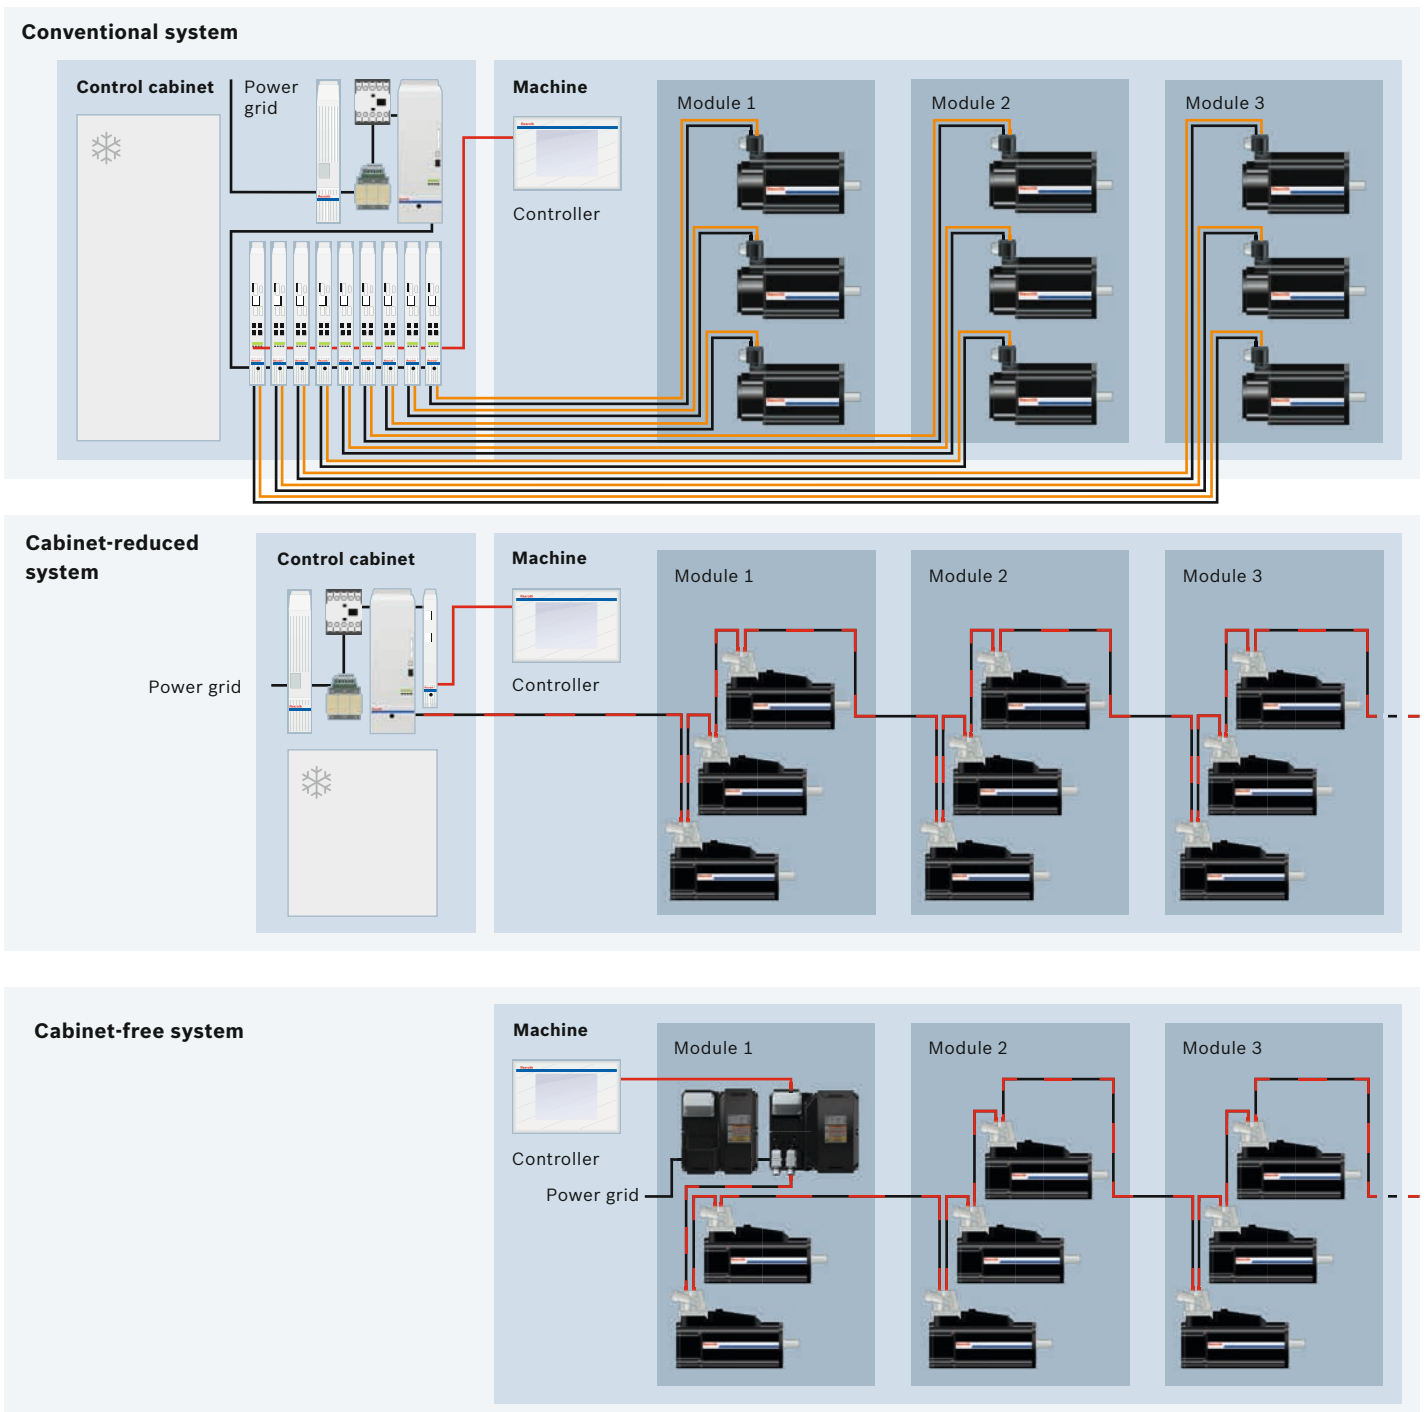 Conventional system
Control cabinet
Power
grid
Machine
Controller
Module 1
Module 2
Module 3
Cabinet-reduced
system
Control cabinet
Power grid
Machine
Controller
Module 1
Module 2
Module 3
Cabinet-free system
Machine
Controller
Power grid
Module 1
Module 2
Module 3